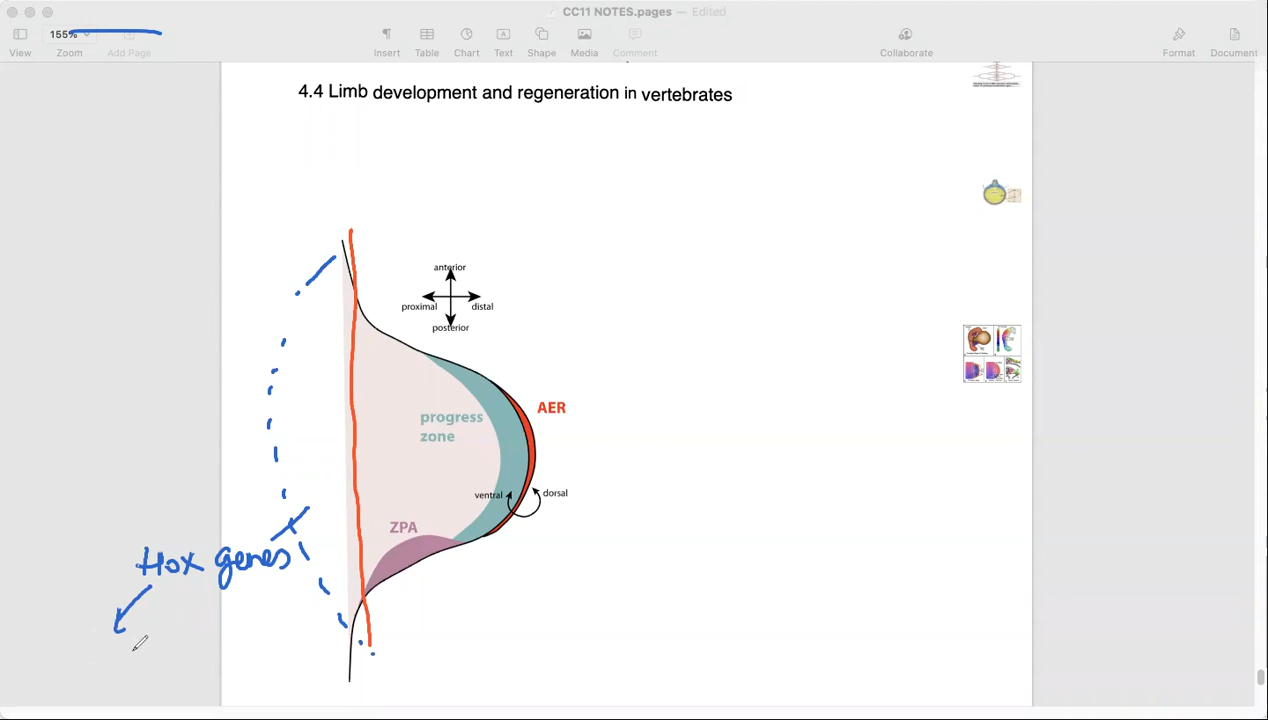 CC11 NOTES.pages — Edited
155%
View Zoom Add Page Insert Table Chart Text Shape Media Comment Collaborate Format Document
4.4 Limb development and regeneration in vertebrates
anterior
proximal distal
posterior
AER
progress
zone
ventral dorsal
ZPA
Hox genes